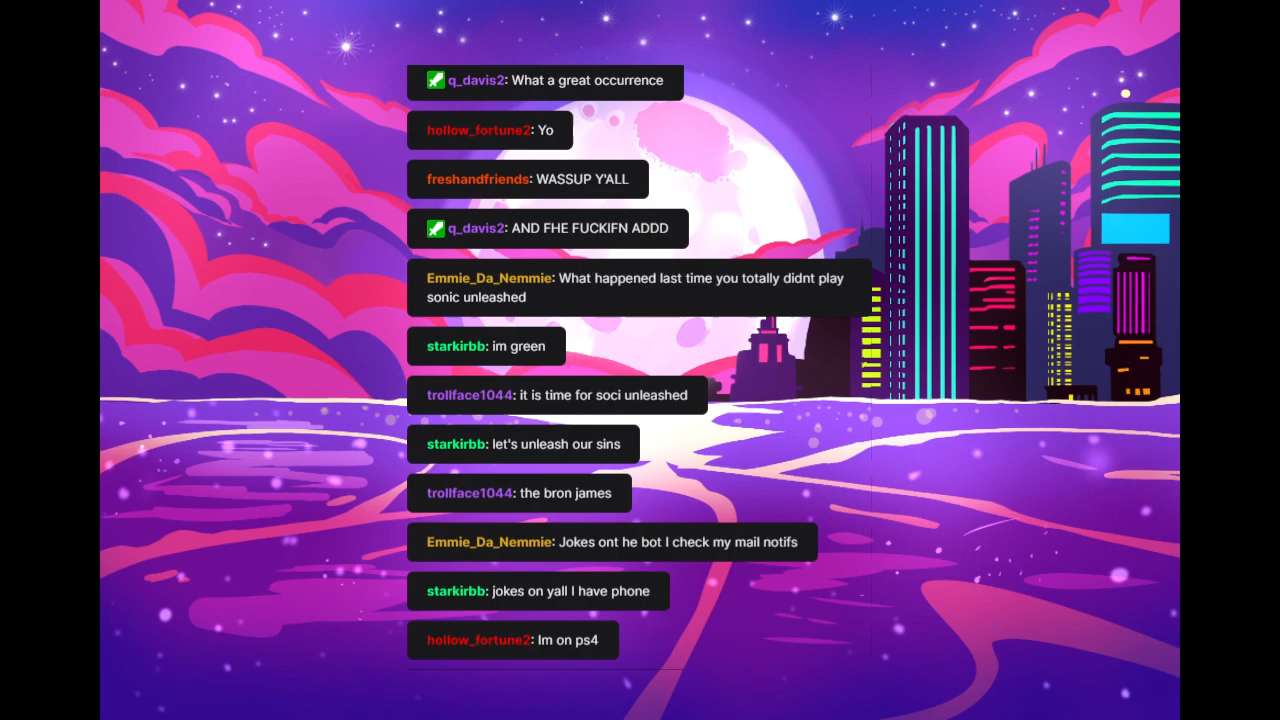 q_davis2: What a great occurrence
hollow_fortune2: Yo
freshandfriends: WASSUP Y'ALL
q_davis2: AND FHE FUCKIFN ADDD
Emmie_Da_Nemmie: What happened last time you totally didnt play
sonic unleashed
starkirbb: im green
trollface1044: it is time for soci unleashed
starkirbb: let's unleash our sins
trollface1044: the bron james
Emmie_Da_Nemmie: Jokes ont he bot I check my mail notifs
starkirbb: jokes on yall I have phone
hollow_fortune2: Im on ps4